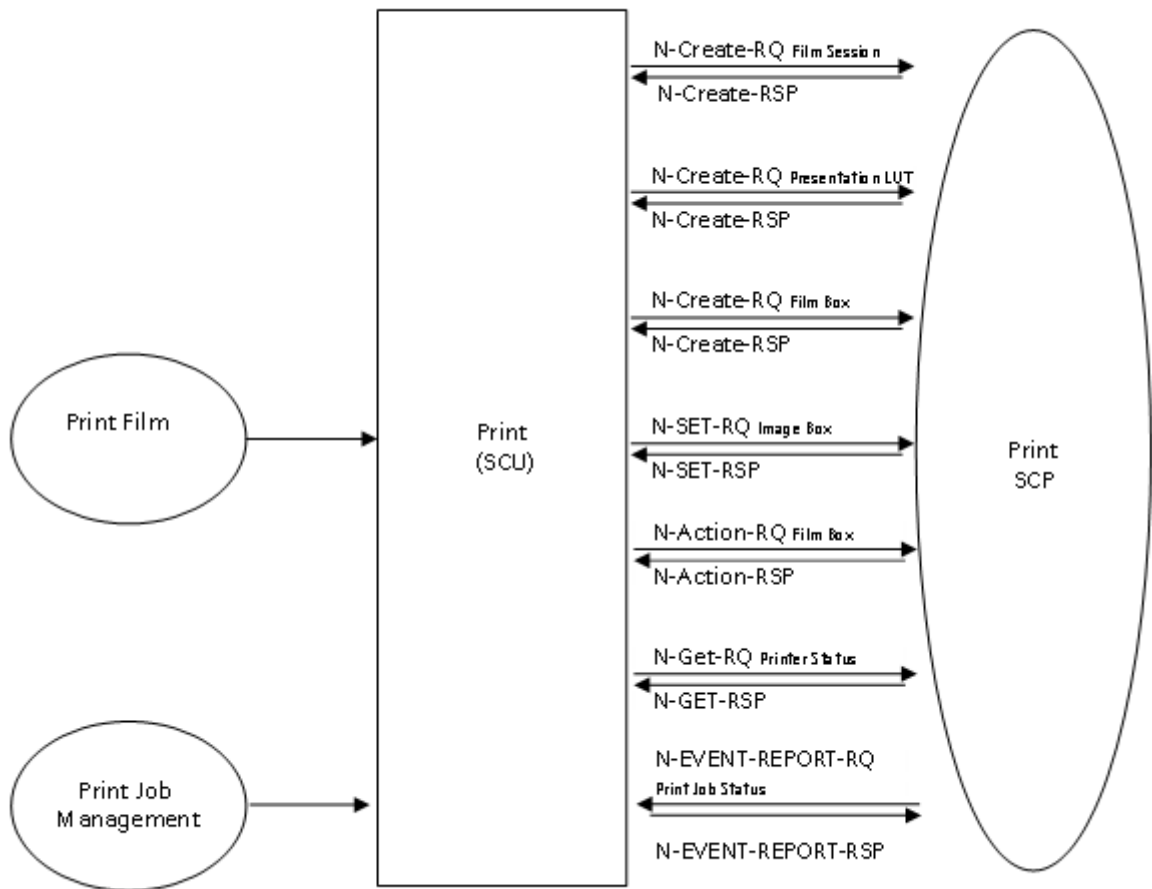 N-Create-RQ Film Session
N-Create-RSP
N-Create-RQ Presentation LUT
N-Create-RSP
N-Create-RQ Film Box
N-Create-RSP
Print Film
Print
(SCU)
N-SET-RQ Image Box
N-SET-RSP
Print
SCP
N-Action-RQ Film Box
N-Action-RSP
N-Get-RQ Printer Status
N-GET-RSP
Print Job
Management
N-EVENT-REPORT-RQ
Print Job Status
N-EVENT-REPORT-RSP